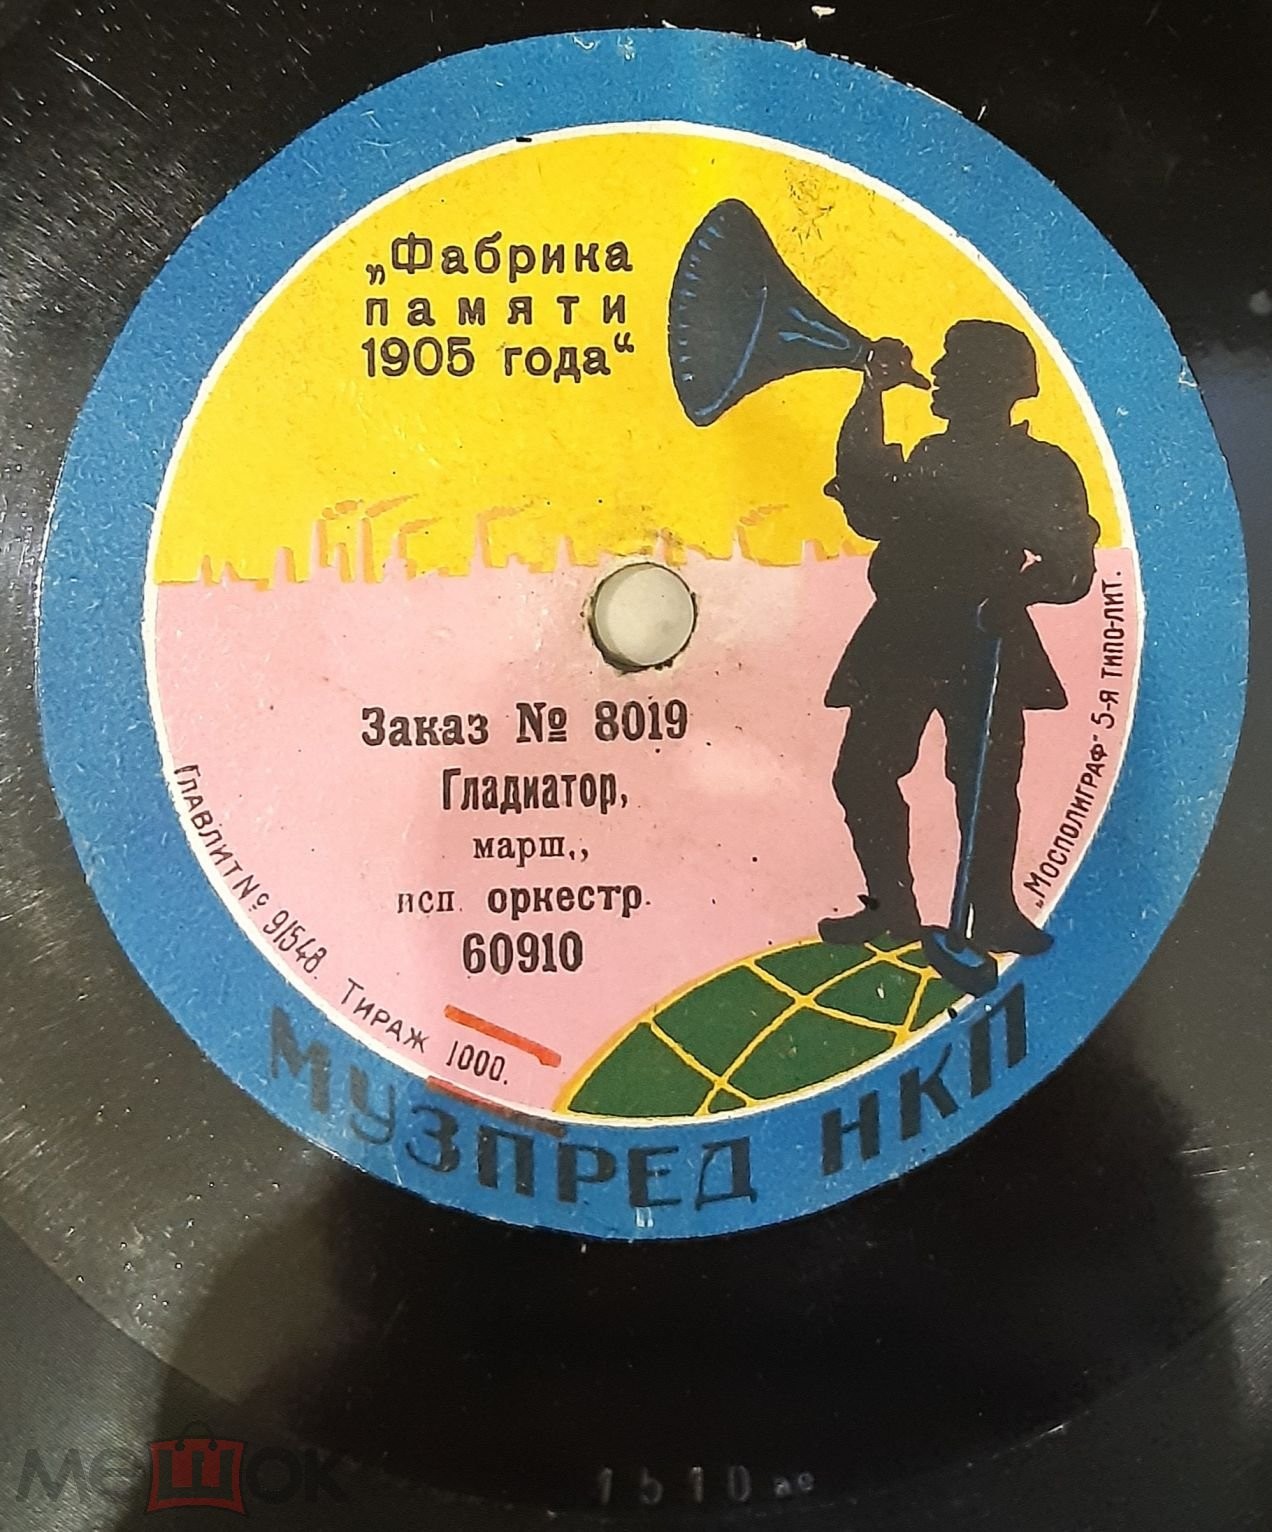 „Фабрика
памяти
1905 года“
Заказ № 8019
Гладиатор,
марш.,
исп. оркестр.
60910
Главлит № 91548. Тираж 1000.
„Мосполиграф“ 5-я типо-лит.
МУЗПРЕД НКП
1510 ае
мешок